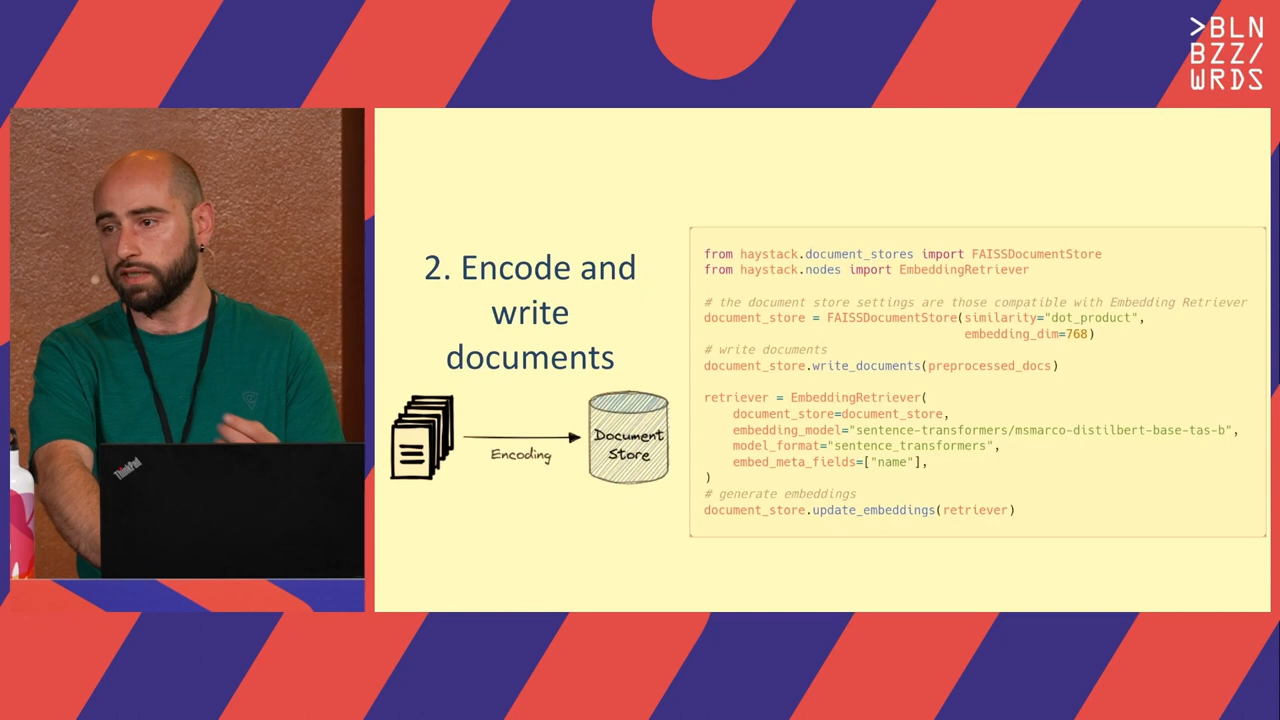 >BLN
BZZ/
WRDS
2. Encode and
write
documents
Encoding
Document
Store
from haystack.document_stores import FAISSDocumentStore
from haystack.nodes import EmbeddingRetriever
# the document store settings are those compatible with Embedding Retriever
document_store = FAISSDocumentStore(similarity="dot_product",
embedding_dim=768)
# write documents
document_store.write_documents(preprocessed_docs)
retriever = EmbeddingRetriever(
document_store=document_store,
embedding_model="sentence-transformers/msmarco-distilbert-base-tas-b",
model_format="sentence_transformers",
embed_meta_fields=["name"],
)
# generate embeddings
document_store.update_embeddings(retriever)
ThinkPad